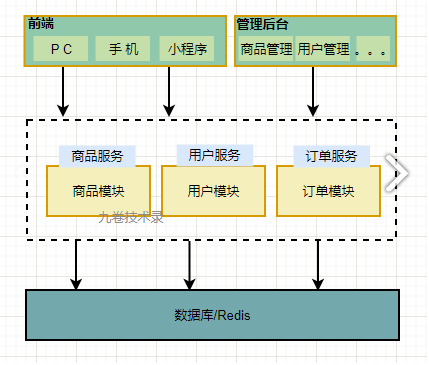 前端
管理后台
P C
手 机
小程序
商品管理
用户管理
。。。
商品服务
用户服务
订单服务
商品模块
用户模块
订单模块
九卷技术录
数据库/Redis